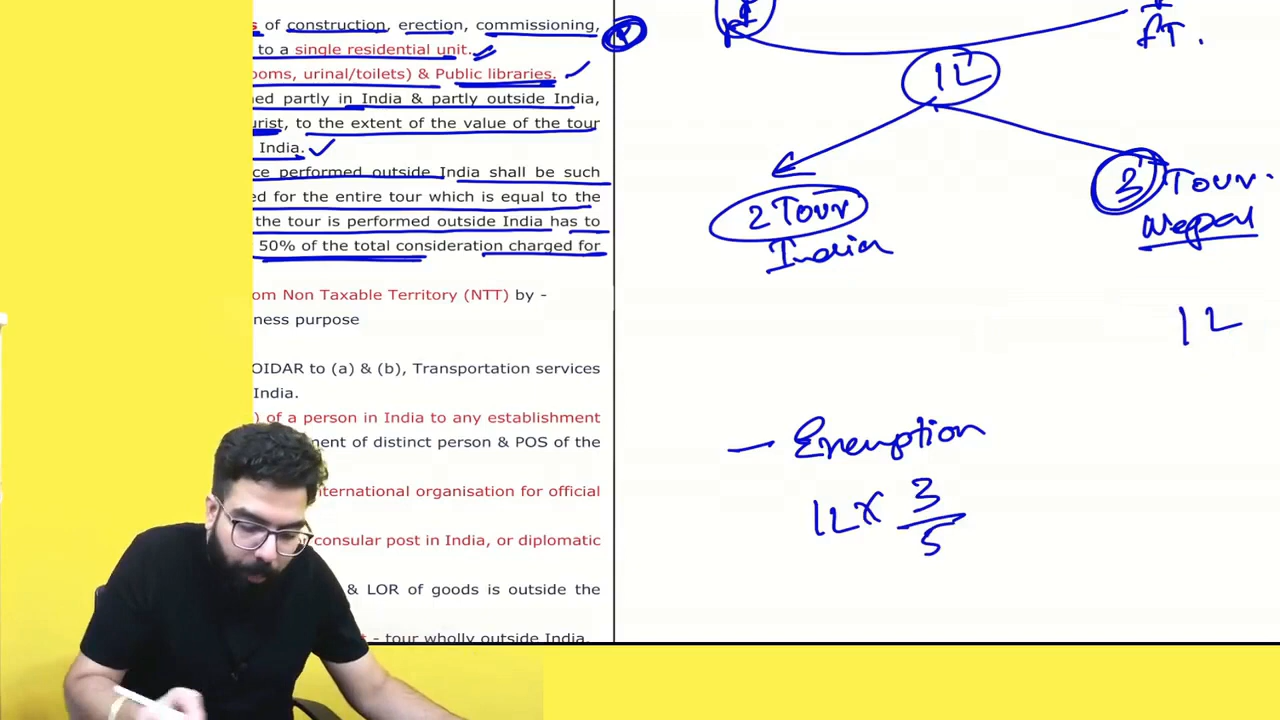 of construction, erection, commissioning,
to a single residential unit.
ooms, urinal/toilets) & Public libraries.
ed partly in India & partly outside India,
urist, to the extent of the value of the tour
India.
ce performed outside India shall be such
ed for the entire tour which is equal to the
the tour is performed outside India has to
50% of the total consideration charged for
om Non Taxable Territory (NTT) by -
ness purpose
OIDAR to (a) & (b), Transportation services
India.
) of a person in India to any establishment
ment of distinct person & POS of the
nternational organisation for official
consular post in India, or diplomatic
& LOR of goods is outside the
- tour wholly outside India.
FT.
1L
2 Tour
India
3 Tour.
Nepal
1L
— Exemption
1L x 3
5